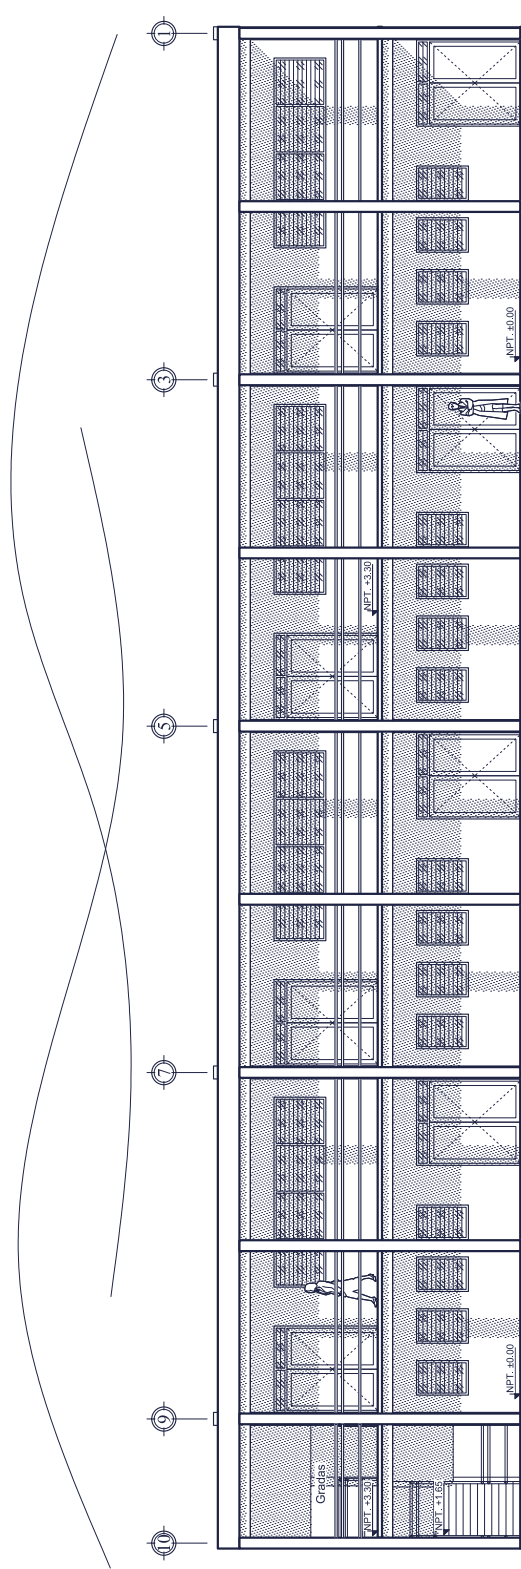 1
3
5
7
9
10
NPT. ±0.00
NPT. +3.30
NPT. ±0.00
Gradas
NPT. +3.30
NPT. +1.65